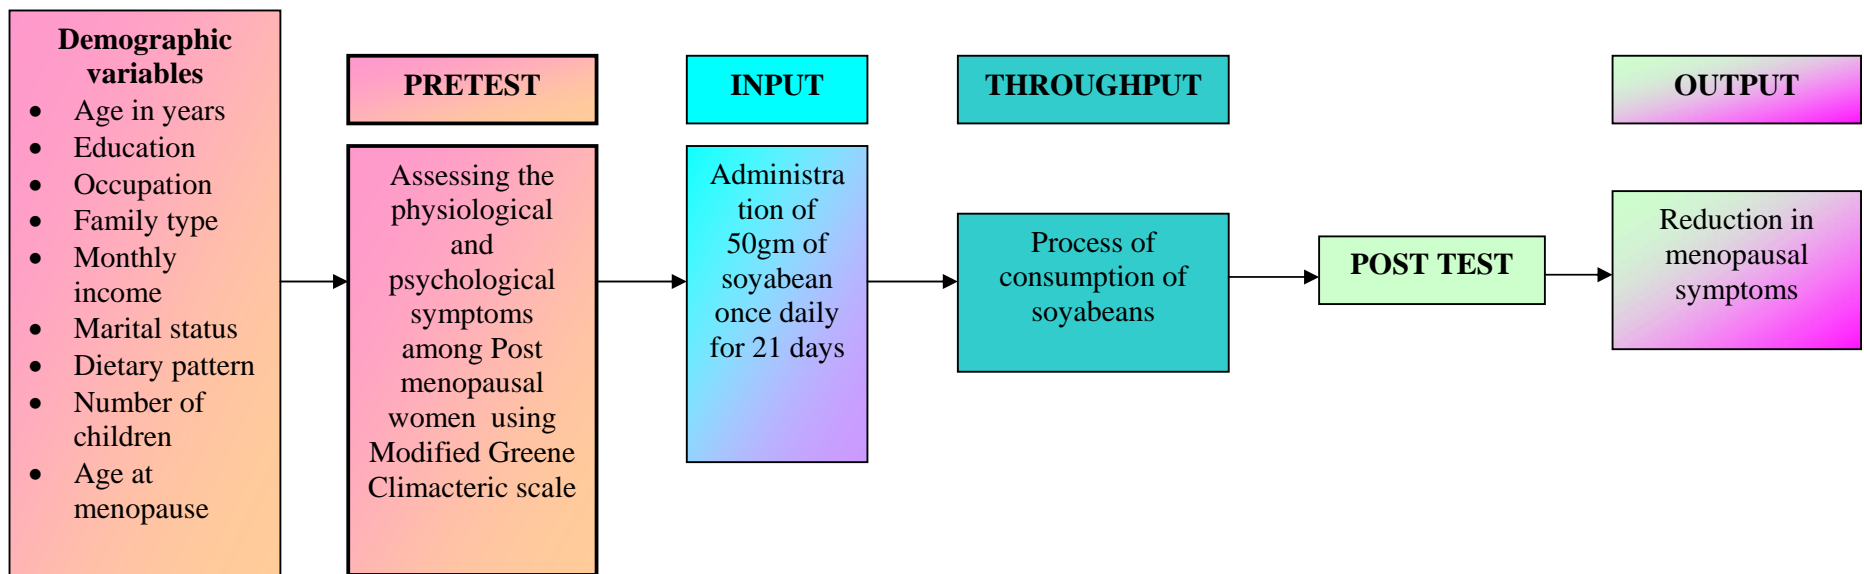 Demographic
variables
• Age in years
• Education
• Occupation
• Family type
• Monthly
income
• Marital status
• Dietary pattern
• Number of
children
• Age at
menopause
PRETEST
Assessing the
physiological
and
psychological
symptoms
among Post
menopausal
women using
Modified Greene
Climacteric scale
INPUT
Administra
tion of
50gm of
soyabean
once daily
for 21 days
THROUGHPUT
Process of
consumption of
soyabeans
POST TEST
OUTPUT
Reduction in
menopausal
symptoms